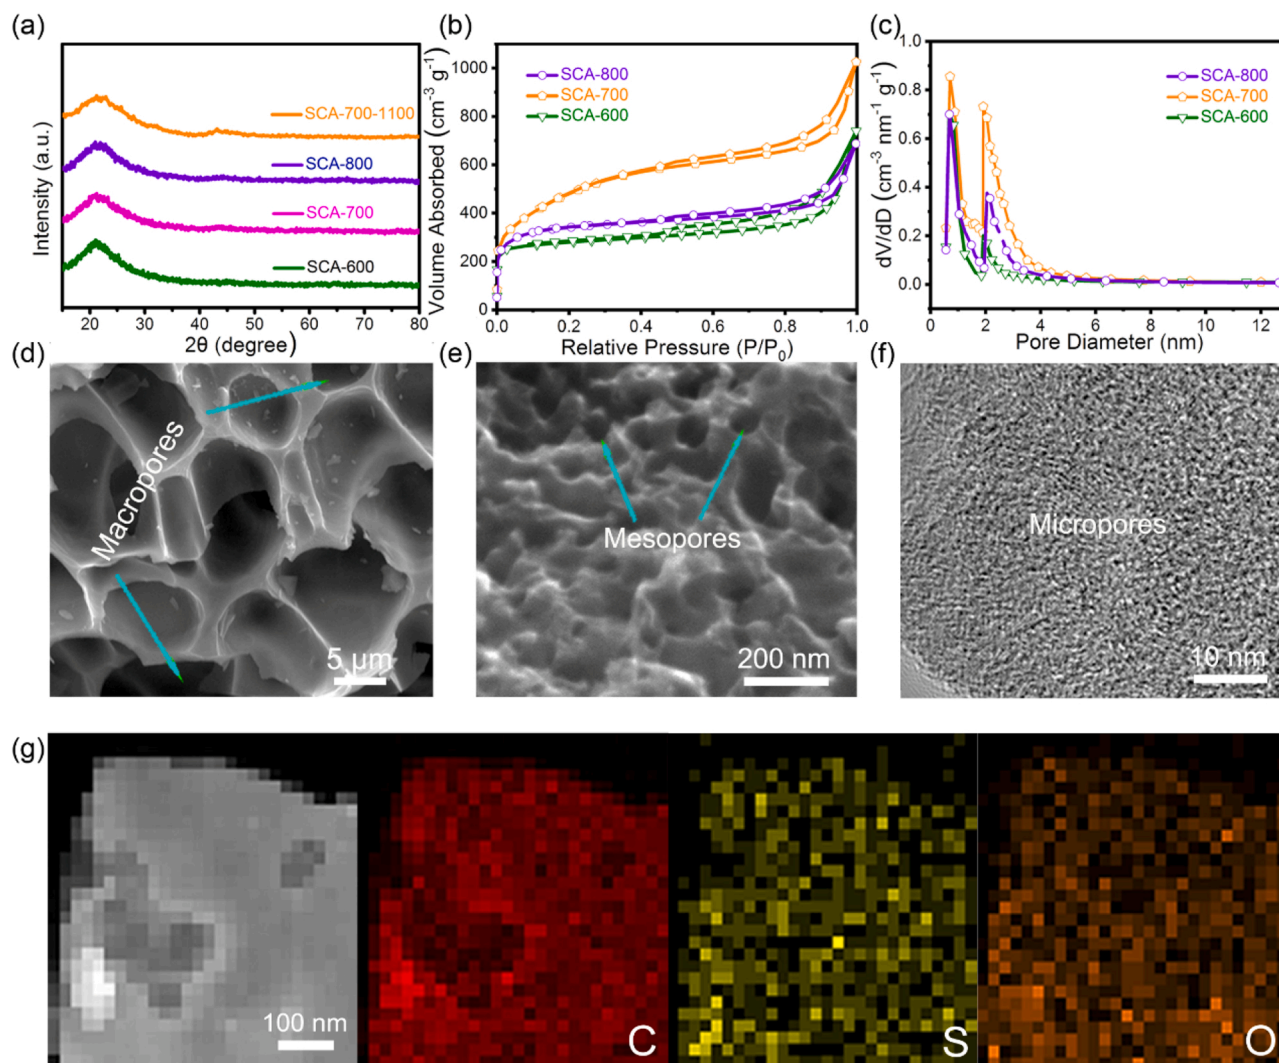 (a)
SCA-700-1100
SCA-800
SCA-700
SCA-600
Intensity (a.u.)
20 30 40 50 60 70 80
2θ (degree)
(b)
SCA-800
SCA-700
SCA-600
Volume Absorbed (cm⁻³ g⁻¹)
1000
800
600
400
200
0
0.0 0.2 0.4 0.6 0.8 1.0
Relative Pressure (P/P₀)
(c)
SCA-800
SCA-700
SCA-600
dV/dD (cm⁻³ nm⁻¹ g⁻¹)
1.0
0.8
0.6
0.4
0.2
0.0
0 2 4 6 8 10 12
Pore Diameter (nm)
(d)
Macropores
5 μm
(e)
Mesopores
200 nm
(f)
Micropores
10 nm
(g)
100 nm
C
S
O